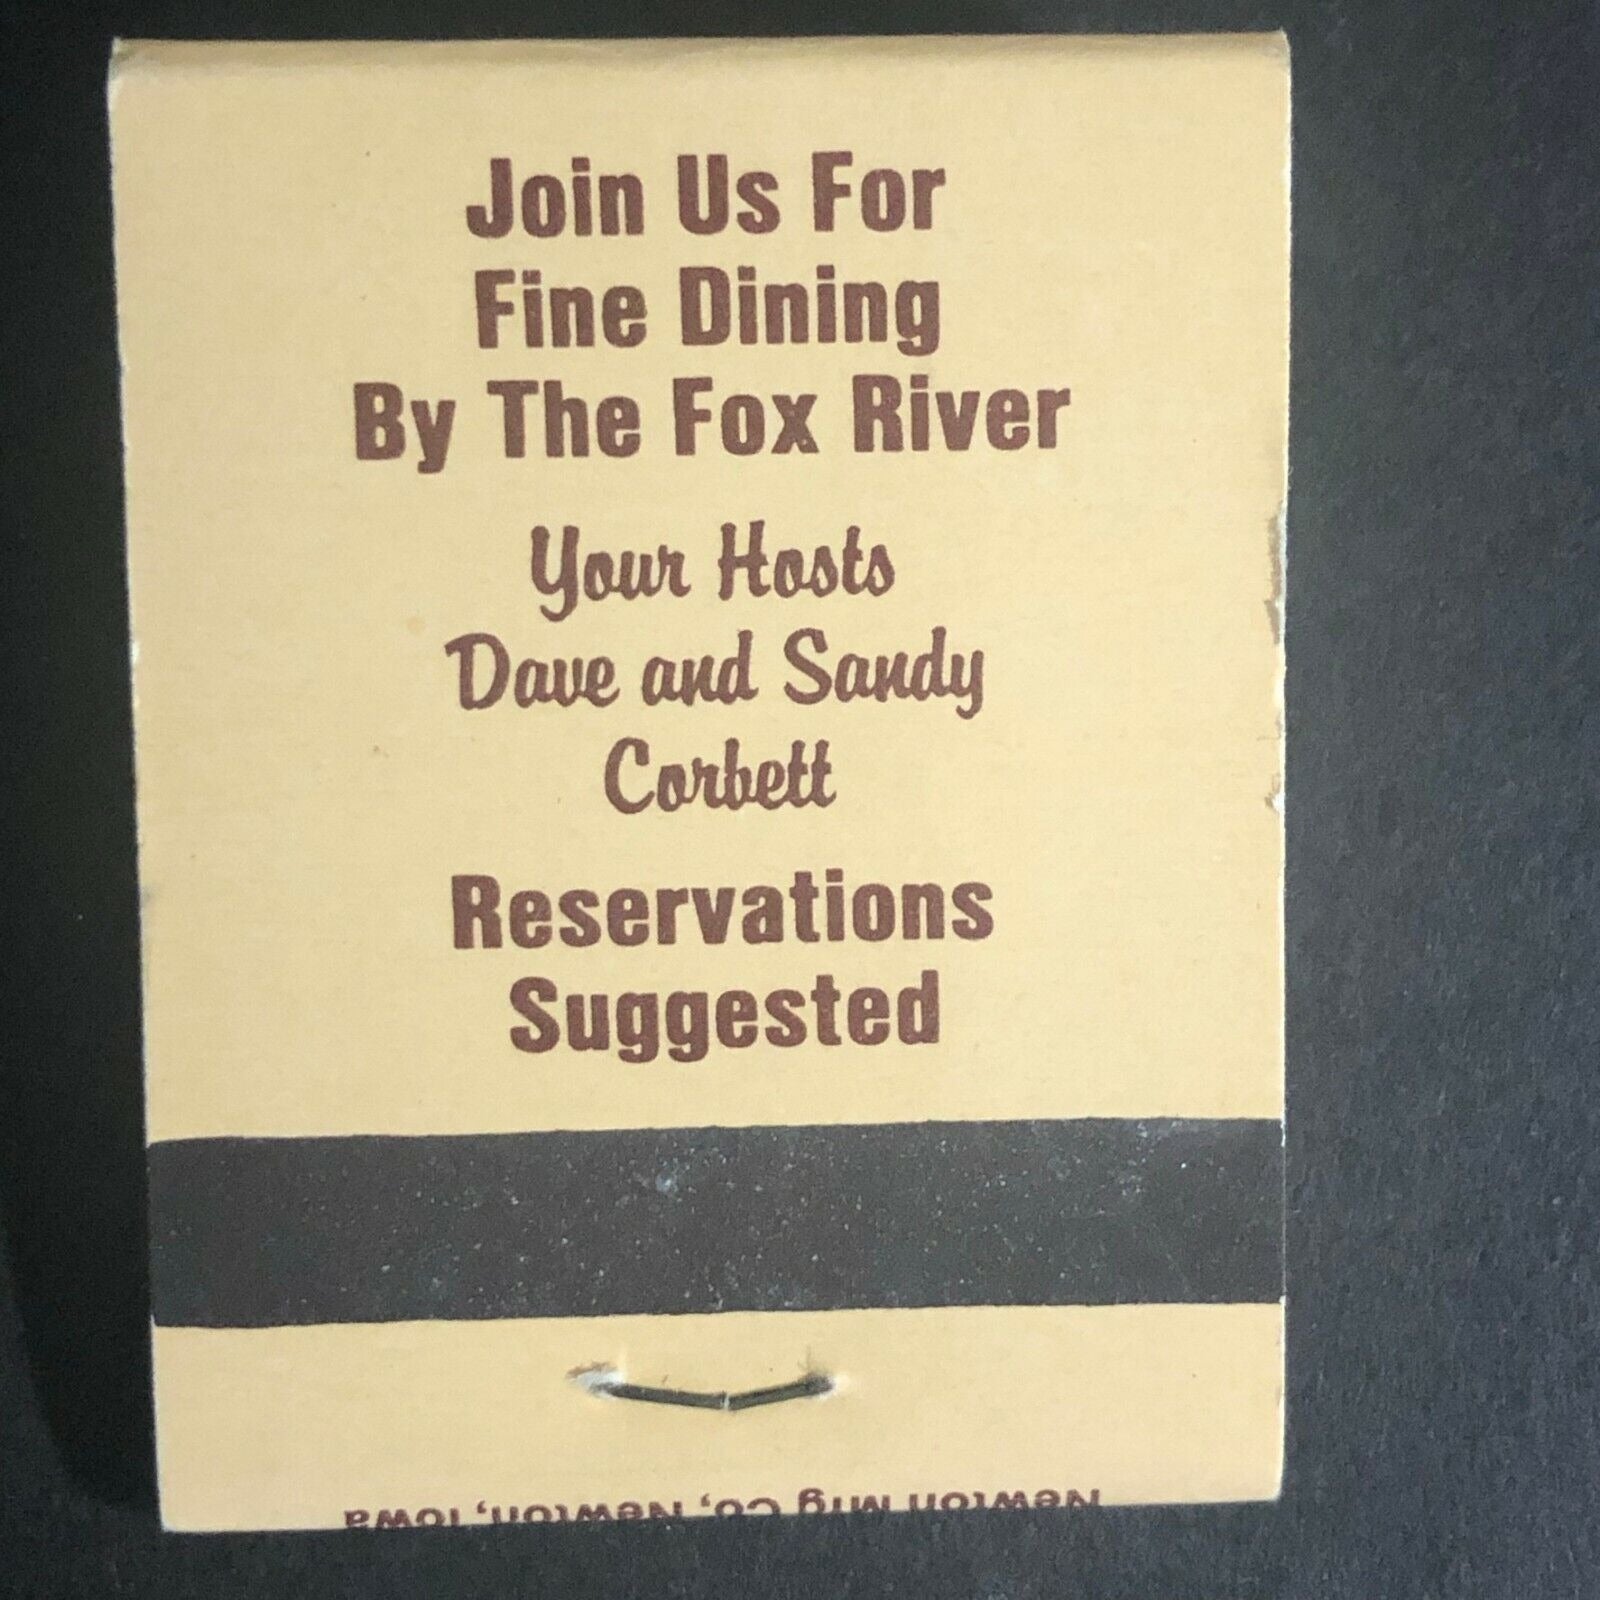 Join Us For
Fine Dining
By The Fox River
Your Hosts
Dave and Sandy
Corbett
Reservations
Suggested
Newton Mfg Co, Newton, Iowa